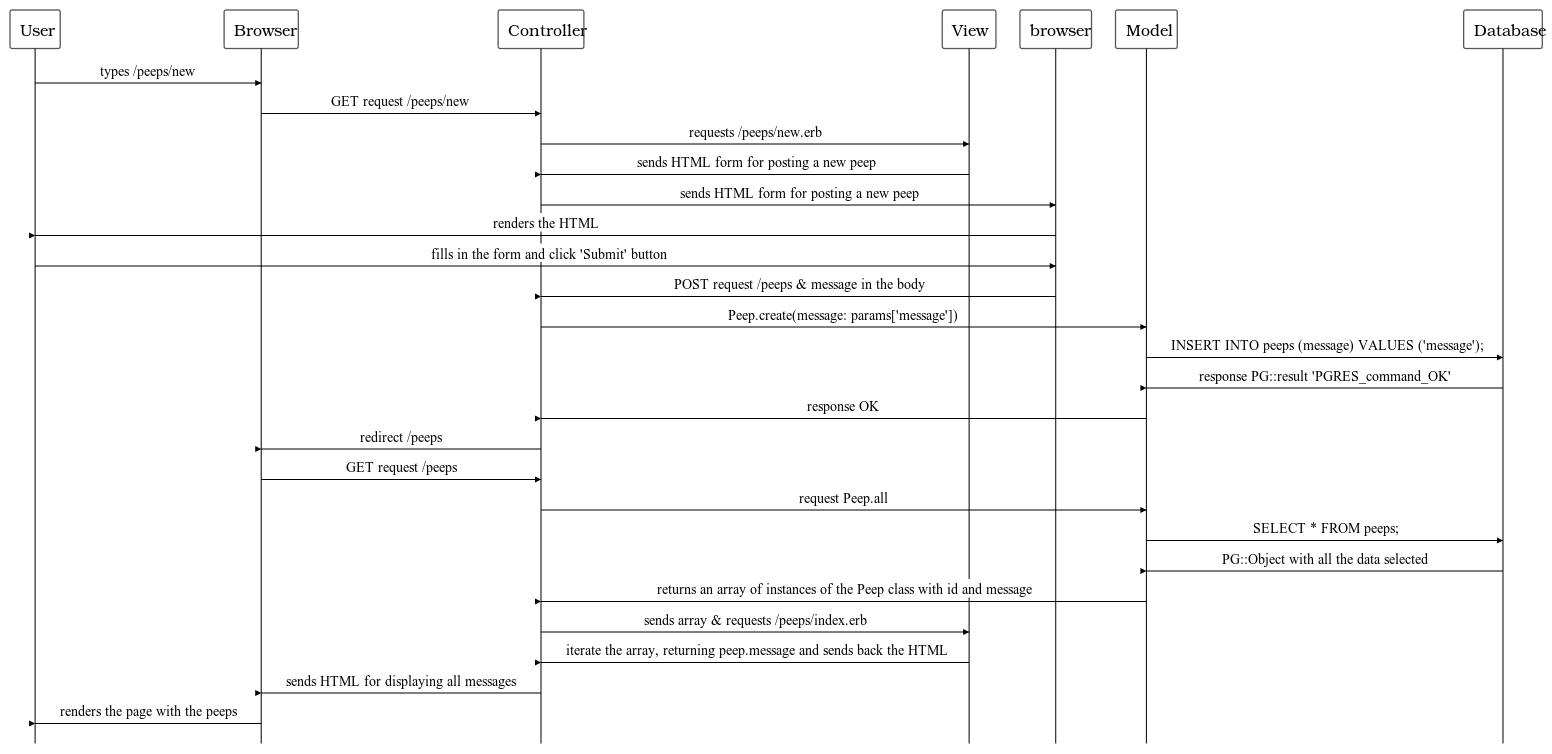 User
Browser
Controller
View
browser
Model
Database
types /peeps/new
GET request /peeps/new
requests /peeps/new.erb
sends HTML form for posting a new peep
sends HTML form for posting a new peep
renders the HTML
fills in the form and click 'Submit' button
POST request /peeps & message in the body
Peep.create(message: params['message'])
INSERT INTO peeps (message) VALUES ('message');
response PG::result 'PGRES_command_OK'
response OK
redirect /peeps
GET request /peeps
request Peep.all
SELECT * FROM peeps;
PG::Object with all the data selected
returns an array of instances of the Peep class with id and message
sends array & requests /peeps/index.erb
iterate the array, returning peep.message and sends back the HTML
sends HTML for displaying all messages
renders the page with the peeps